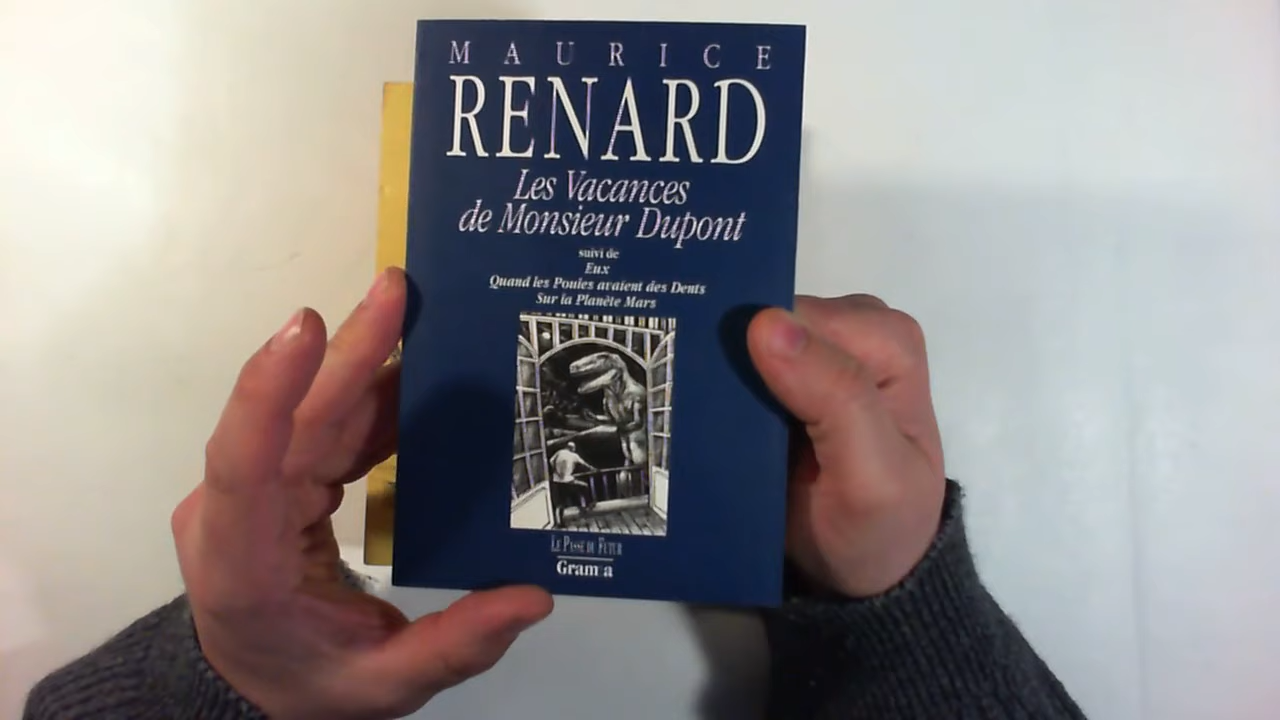 MAURICE
RENARD
Les Vacances
de Monsieur Dupont
suivi de
Eux
Quand les Poules avaient des Dents
Sur la Planète Mars
LE PASSÉ DU FUTUR
Grama